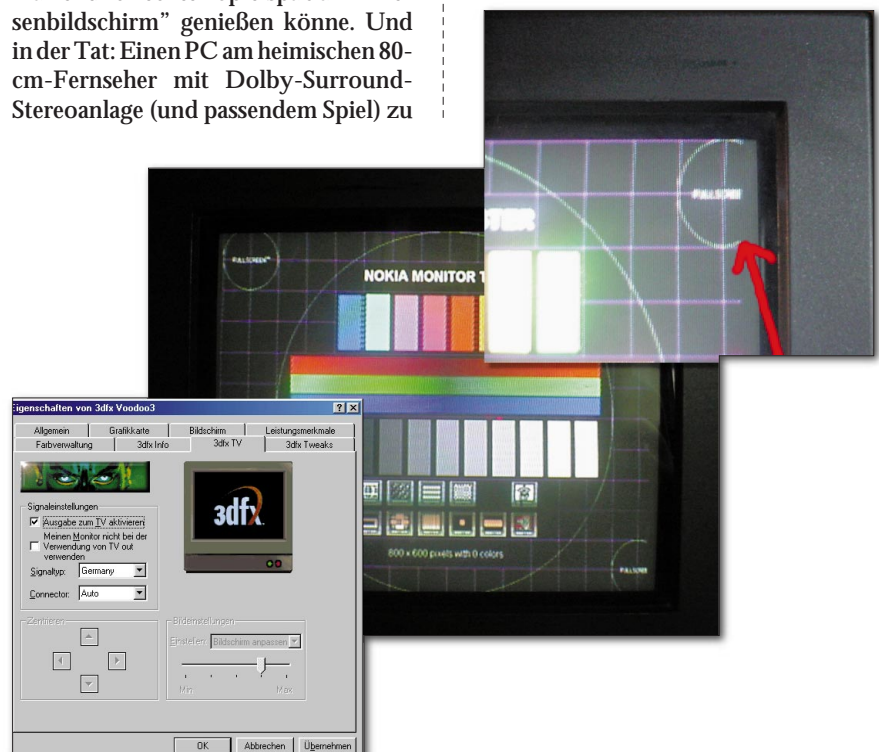 senbildschirm” genießen könne. Und
in der Tat: Einen PC am heimischen 80-
cm-Fernseher mit Dolby-Surround-
Stereoanlage (und passendem Spiel) zu
FULLSCREEN
NOKIA MONITOR T
800 x 600 pixels with 0 colors
Eigenschaften von 3dfx Voodoo3
Allgemein
Grafikkarte
Bildschirm
Leistungsmerkmale
Farbverwaltung
3dfx Info
3dfx TV
3dfx Tweaks
3dfx
Signaleinstellungen
Ausgabe zum TV aktivieren
Meinen Monitor nicht bei der
Verwendung von TV out
verwenden
Signaltyp: Germany
Connector: Auto
Zentrieren
Bildeinstellungen
Einstellen: Bildschirm anpassen
Min
Max
OK
Abbrechen
Übernehmen